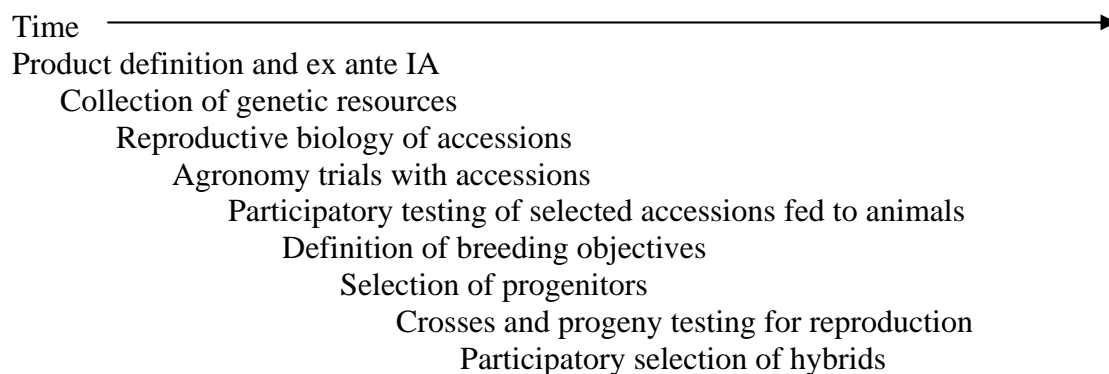 Time
Product definition and ex ante IA
Collection of genetic resources
Reproductive biology of accessions
Agronomy trials with accessions
Participatory testing of selected accessions fed to animals
Definition of breeding objectives
Selection of progenitors
Crosses and progeny testing for reproduction
Participatory selection of hybrids